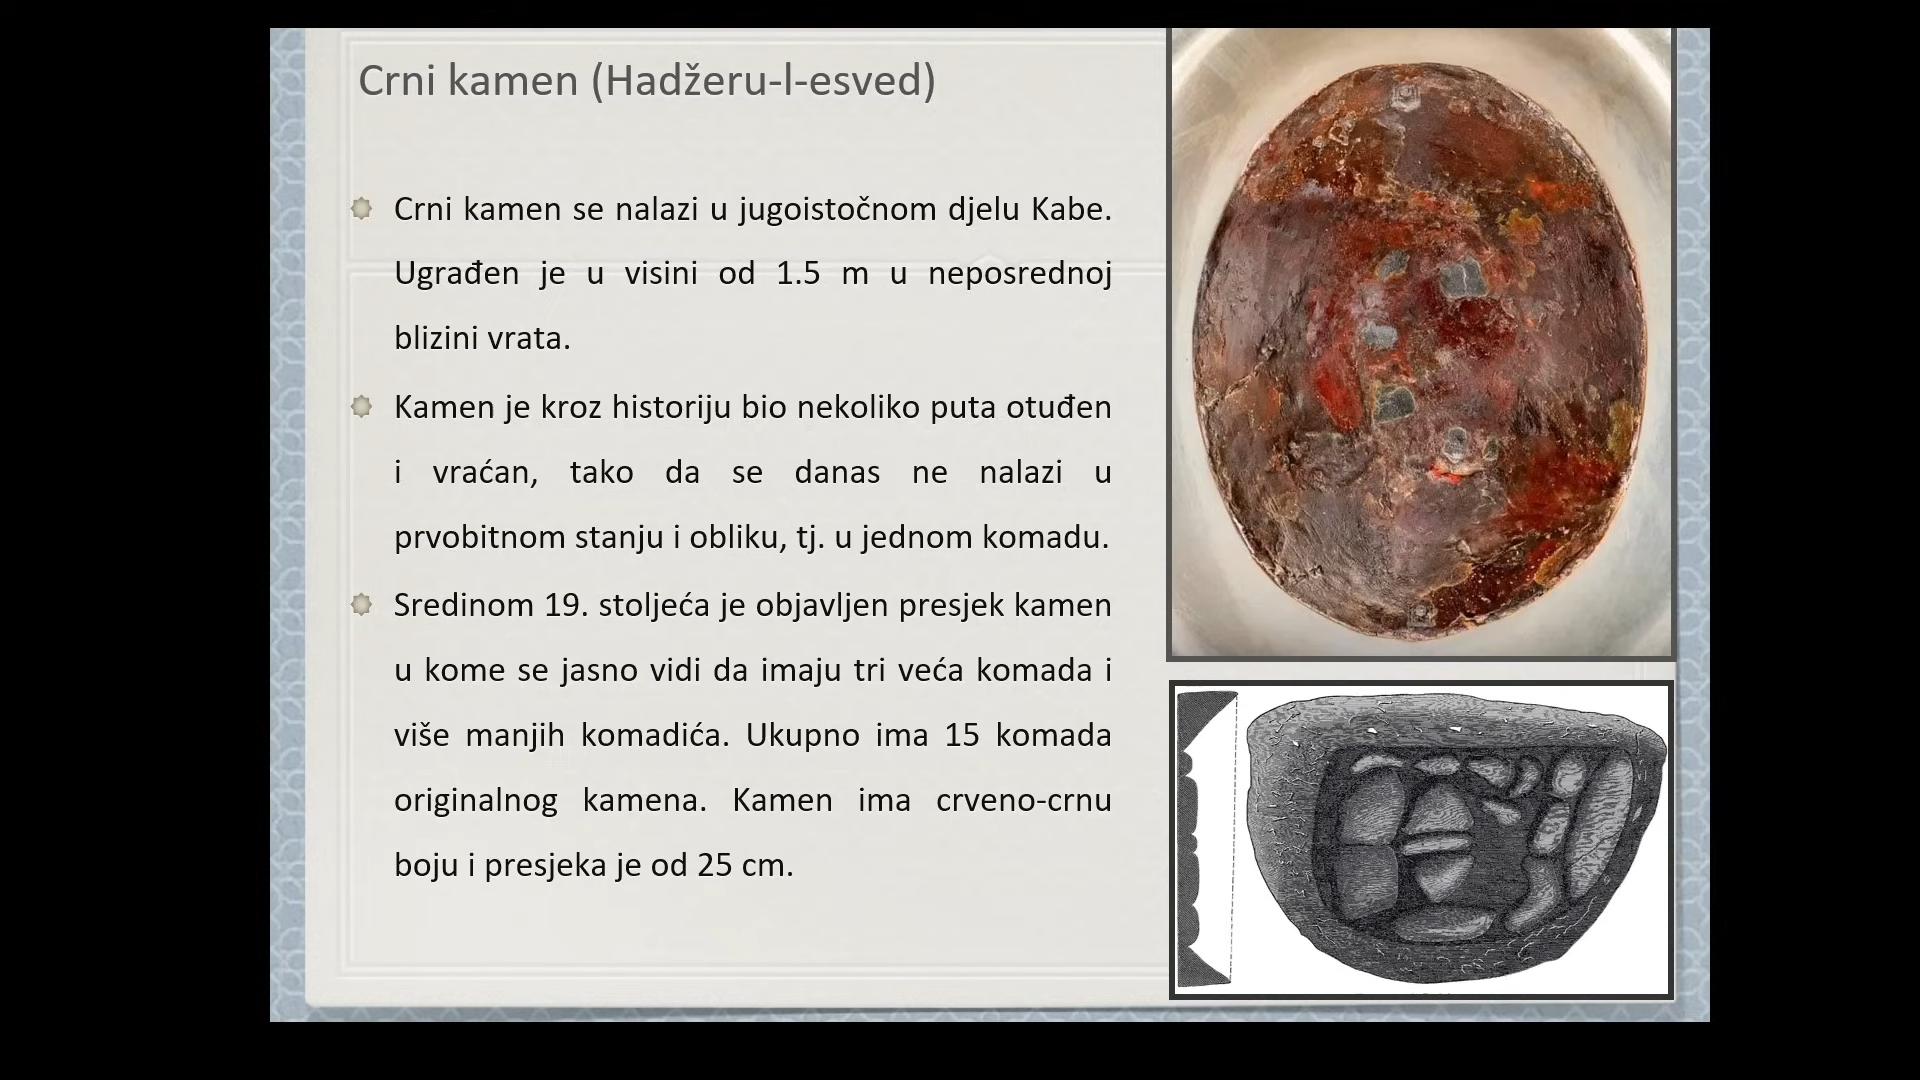 Crni kamen (Hadžeru-l-esved)
Crni kamen se nalazi u jugoistočnom djelu Kabe.
Ugrađen je u visini od 1.5 m u neposrednoj
blizini vrata.
Kamen je kroz historiju bio nekoliko puta otuđen
i vraćan, tako da se danas ne nalazi u
prvobitnom stanju i obliku, tj. u jednom komadu.
Sredinom 19. stoljeća je objavljen presjek kamen
u kome se jasno vidi da imaju tri veća komada i
više manjih komadića. Ukupno ima 15 komada
originalnog kamena. Kamen ima crveno-crnu
boju i presjeka je od 25 cm.